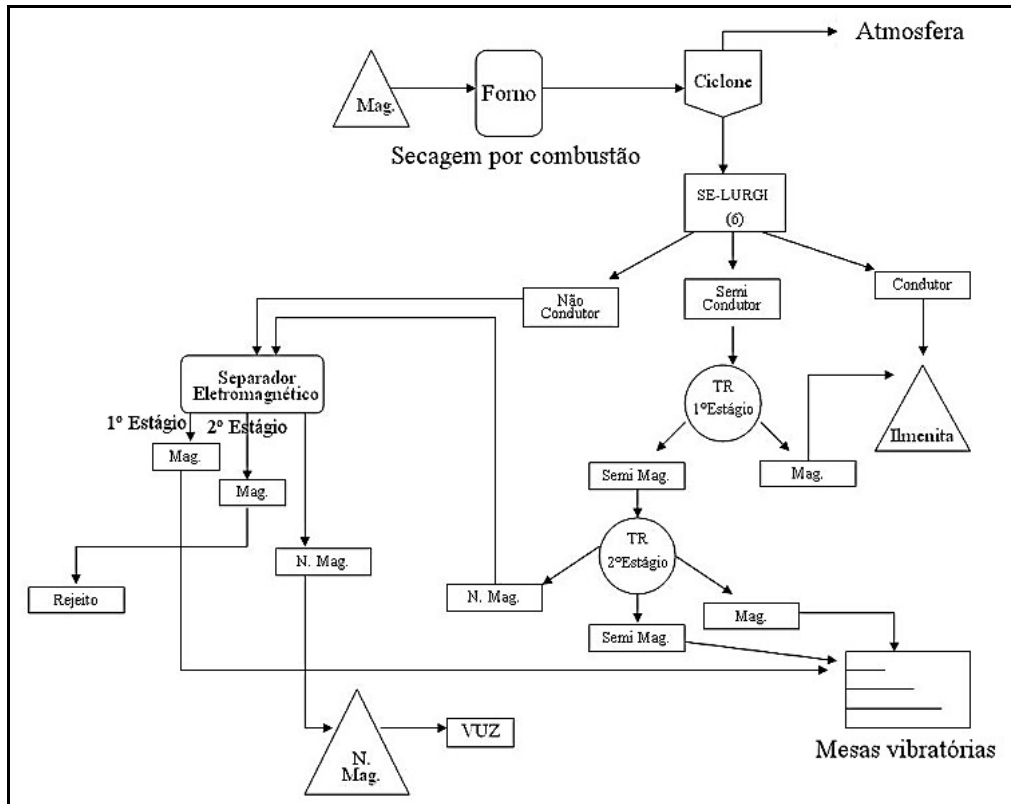 Atmosfera
Mag.
Forno
Ciclone
Secagem por combustão
SE-LURGI
(6)
Não
Condutor
Semi
Condutor
Condutor
Separador
Eletromagnético
1º Estágio
2º Estágio
TR
1ºEstágio
Ilmenita
Mag.
Mag.
Semi Mag.
Mag.
TR
2ºEstágio
N. Mag.
Rejeito
N. Mag.
Mag.
Semi Mag.
N.
Mag.
VUZ
Mesas vibratórias